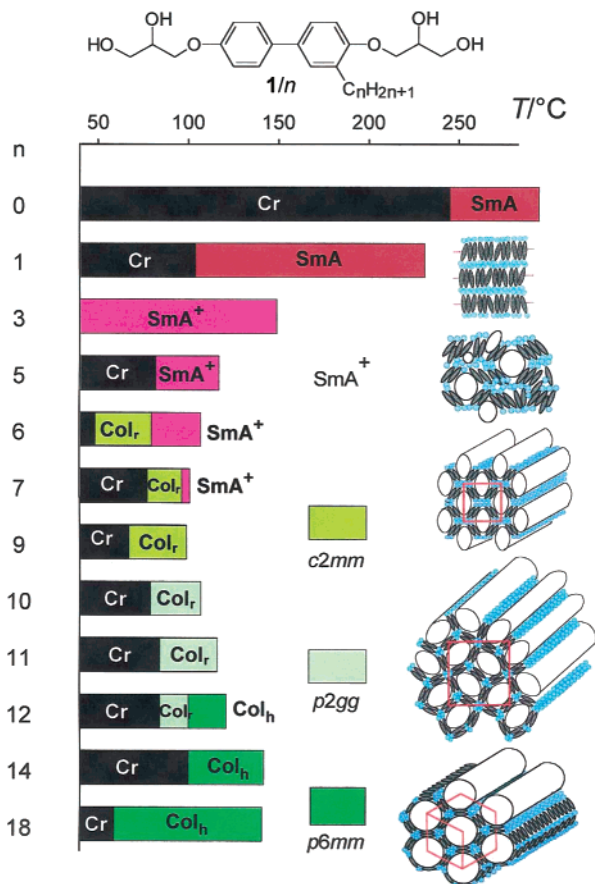 HO OH O O OH OH
1/n
CnH2n+1
T/°C
n 50 100 150 200 250
0 Cr SmA
1 Cr SmA
3 SmA+
5 Cr SmA+ SmA+
6 Colr SmA+
7 Cr Colr SmA+
9 Cr Colr
c2mm
10 Cr Colr
11 Cr Colr
p2gg
12 Cr Colr Colh
14 Cr Colh
18 Cr Colh
p6mm